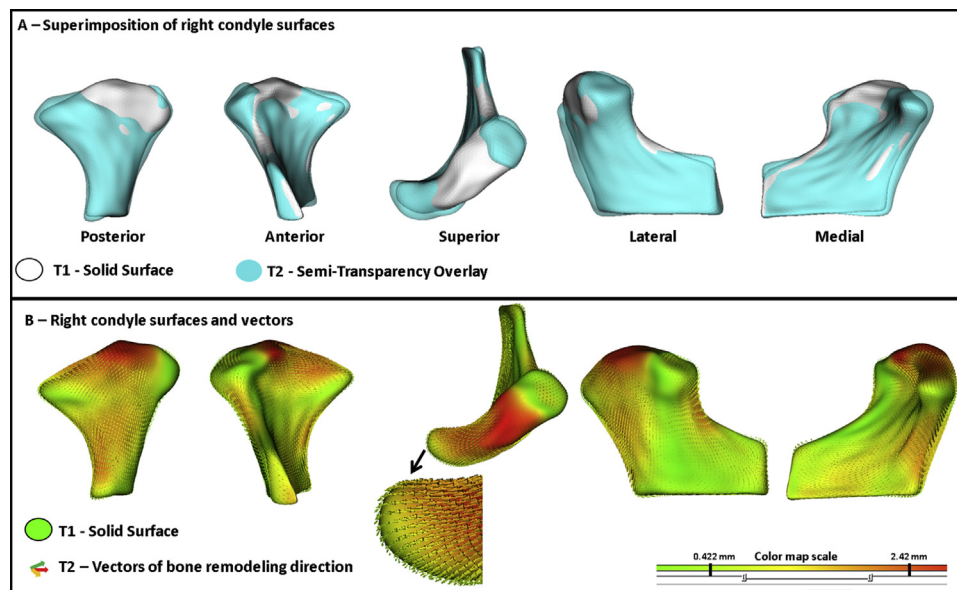 A – Superimposition of right condyle surfaces
Posterior
Anterior
Superior
Lateral
Medial
T1 - Solid Surface
T2 - Semi-Transparency Overlay
B – Right condyle surfaces and vectors
T1 - Solid Surface
T2 – Vectors of bone remodeling direction
0.422 mm
Color map scale
2.42 mm